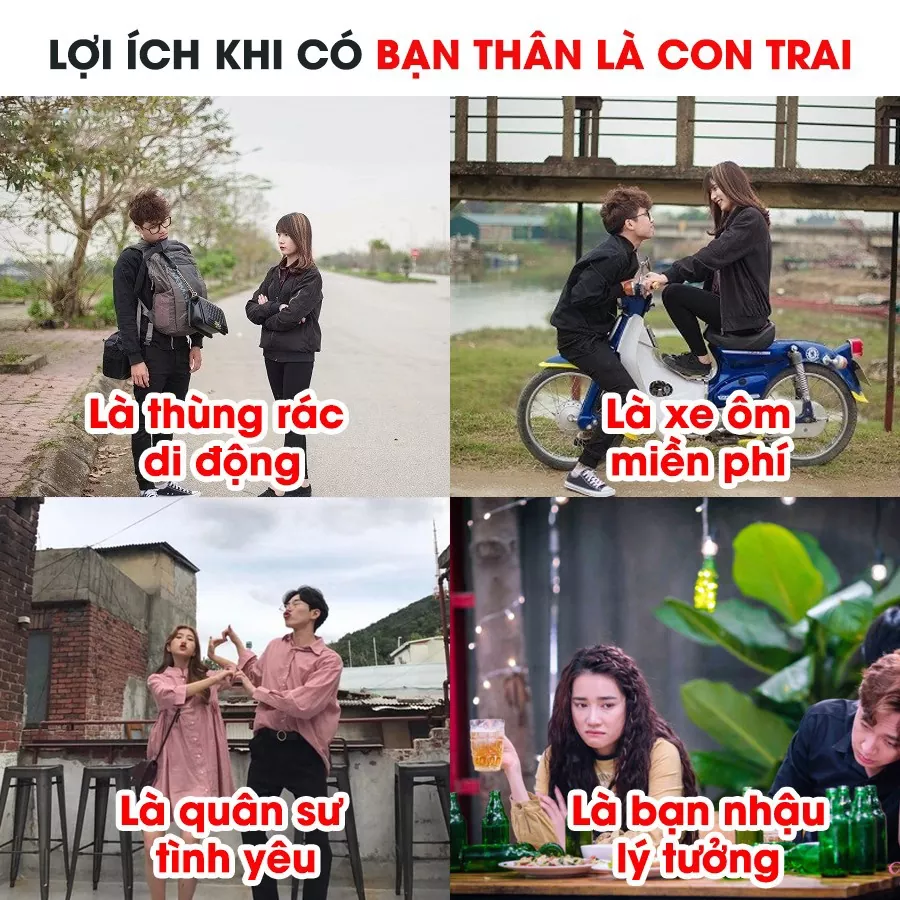 LỢI ÍCH KHI CÓ BẠN THÂN LÀ CON TRAI
Là thùng rác
di động
Là xe ôm
miền phí
Là quân sư
tình yêu
Là bạn nhậu
lý tưởng